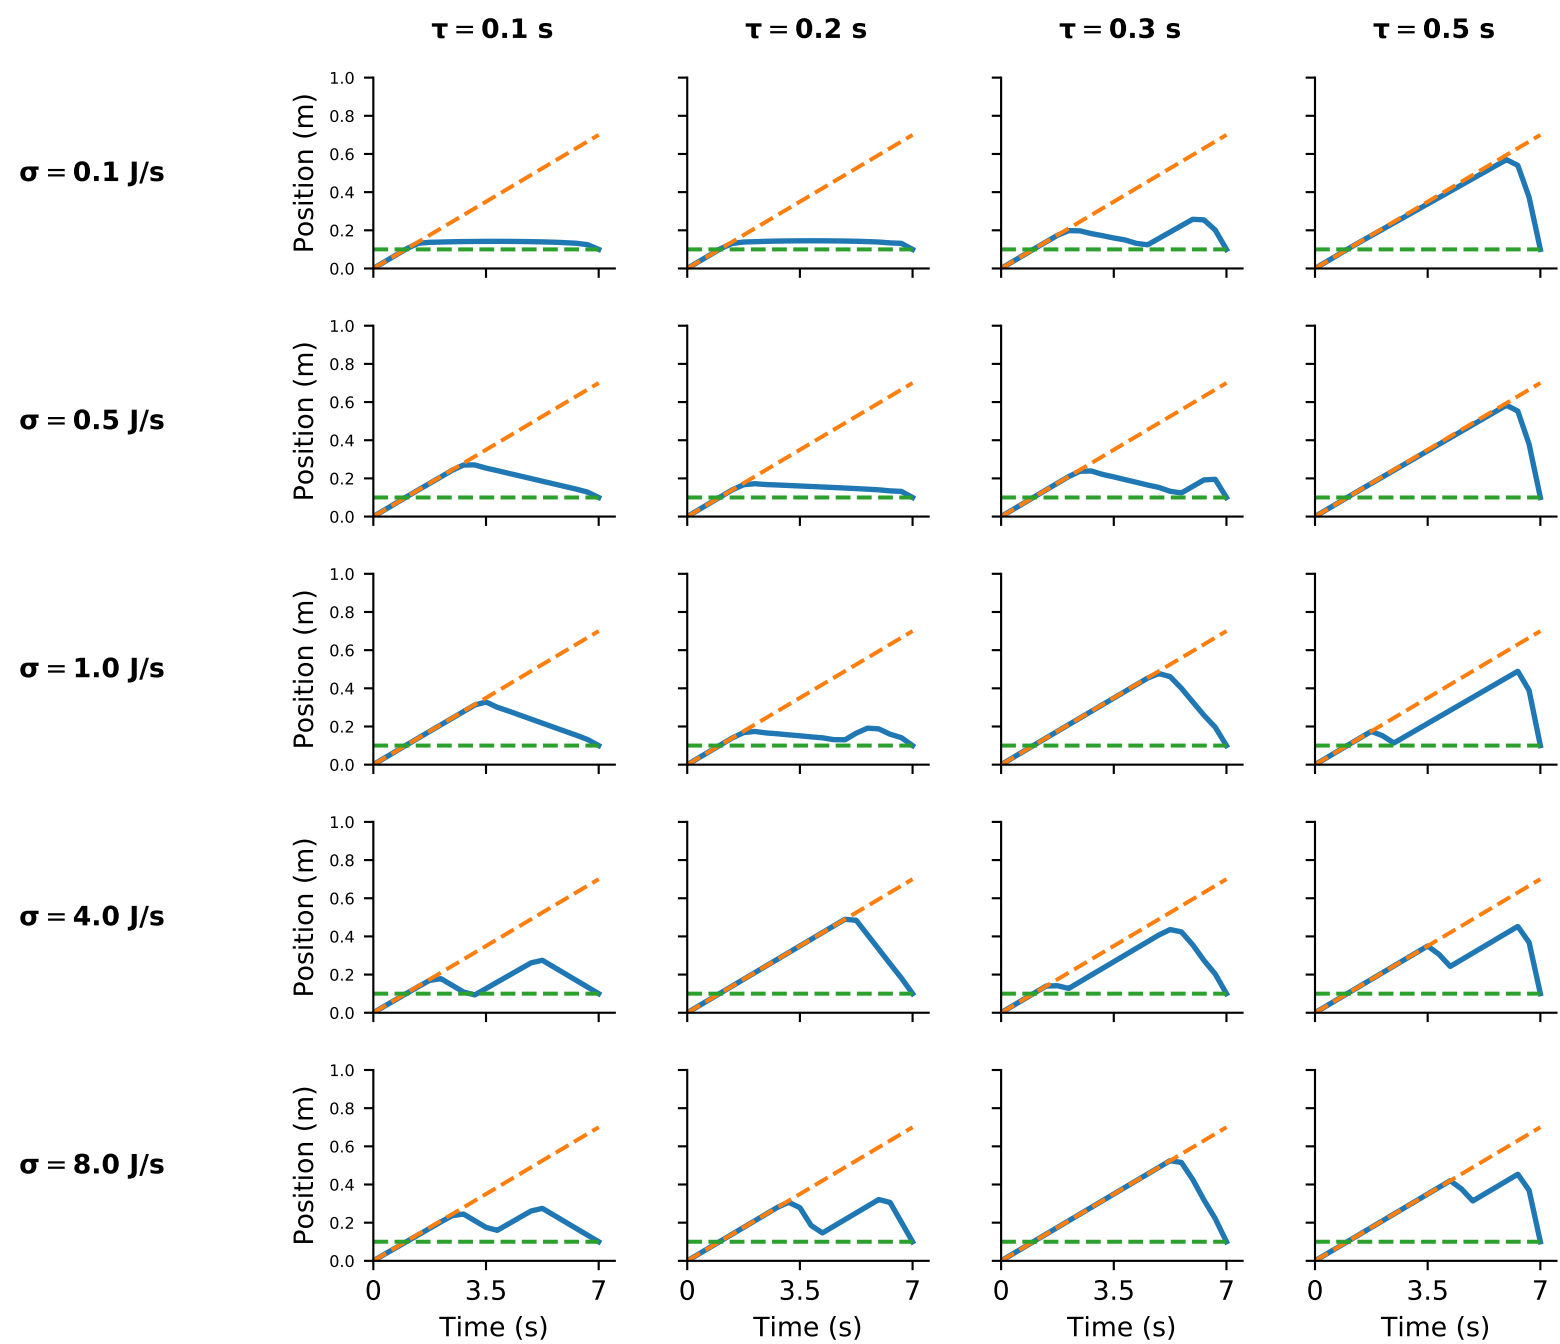 τ = 0.1 s τ = 0.2 s τ = 0.3 s τ = 0.5 s
σ = 0.1 J/s
Position (m)
1.0
0.8
0.6
0.4
0.2
0.0
σ = 0.5 J/s
Position (m)
1.0
0.8
0.6
0.4
0.2
0.0
σ = 1.0 J/s
Position (m)
1.0
0.8
0.6
0.4
0.2
0.0
σ = 4.0 J/s
Position (m)
1.0
0.8
0.6
0.4
0.2
0.0
σ = 8.0 J/s
Position (m)
1.0
0.8
0.6
0.4
0.2
0.0
0 3.5 7 0 3.5 7 0 3.5 7 0 3.5 7
Time (s) Time (s) Time (s) Time (s)